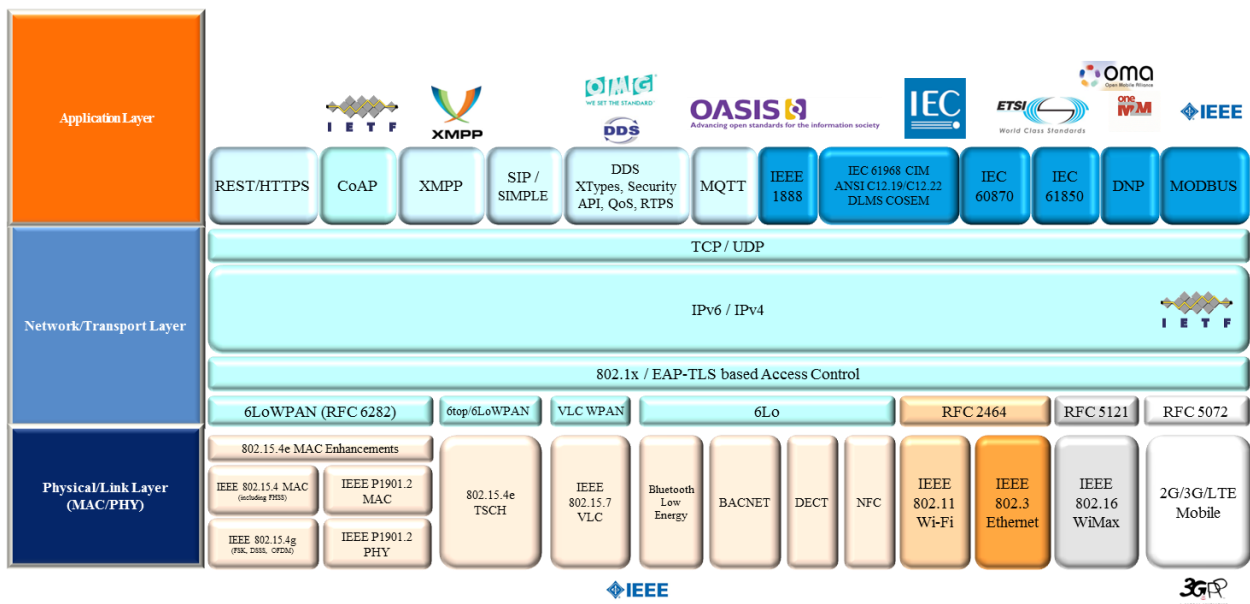 Application Layer
IETF
XMPP
OMG
WE SET THE STANDARD
DDS
OASIS
Advancing open standards for the information society
IEC
ETSI
World Class Standards
oma
Open Mobile Alliance
one
M2M
IEEE
REST/HTTPS
CoAP
XMPP
SIP /
SIMPLE
DDS
XTypes, Security
API, QoS, RTPS
MQTT
IEEE
1888
IEC 61968 CIM
ANSI C12.19/C12.22
DLMS COSEM
IEC
60870
IEC
61850
DNP
MODBUS
Network/Transport Layer
TCP / UDP
IPv6 / IPv4
IETF
802.1x / EAP-TLS based Access Control
6LoWPAN (RFC 6282)
6top/6LoWPAN
VLC WPAN
6Lo
RFC 2464
RFC 5121
RFC 5072
Physical/Link Layer
(MAC/PHY)
802.15.4e MAC Enhancements
IEEE 802.15.4 MAC
(including FHSS)
IEEE P1901.2
MAC
IEEE 802.15.4g
(FSK, DSSS, OFDM)
IEEE P1901.2
PHY
802.15.4e
TSCH
IEEE
802.15.7
VLC
Bluetooth
Low
Energy
BACNET
DECT
NFC
IEEE
802.11
Wi-Fi
IEEE
802.3
Ethernet
IEEE
802.16
WiMax
2G/3G/LTE
Mobile
IEEE
3GPP